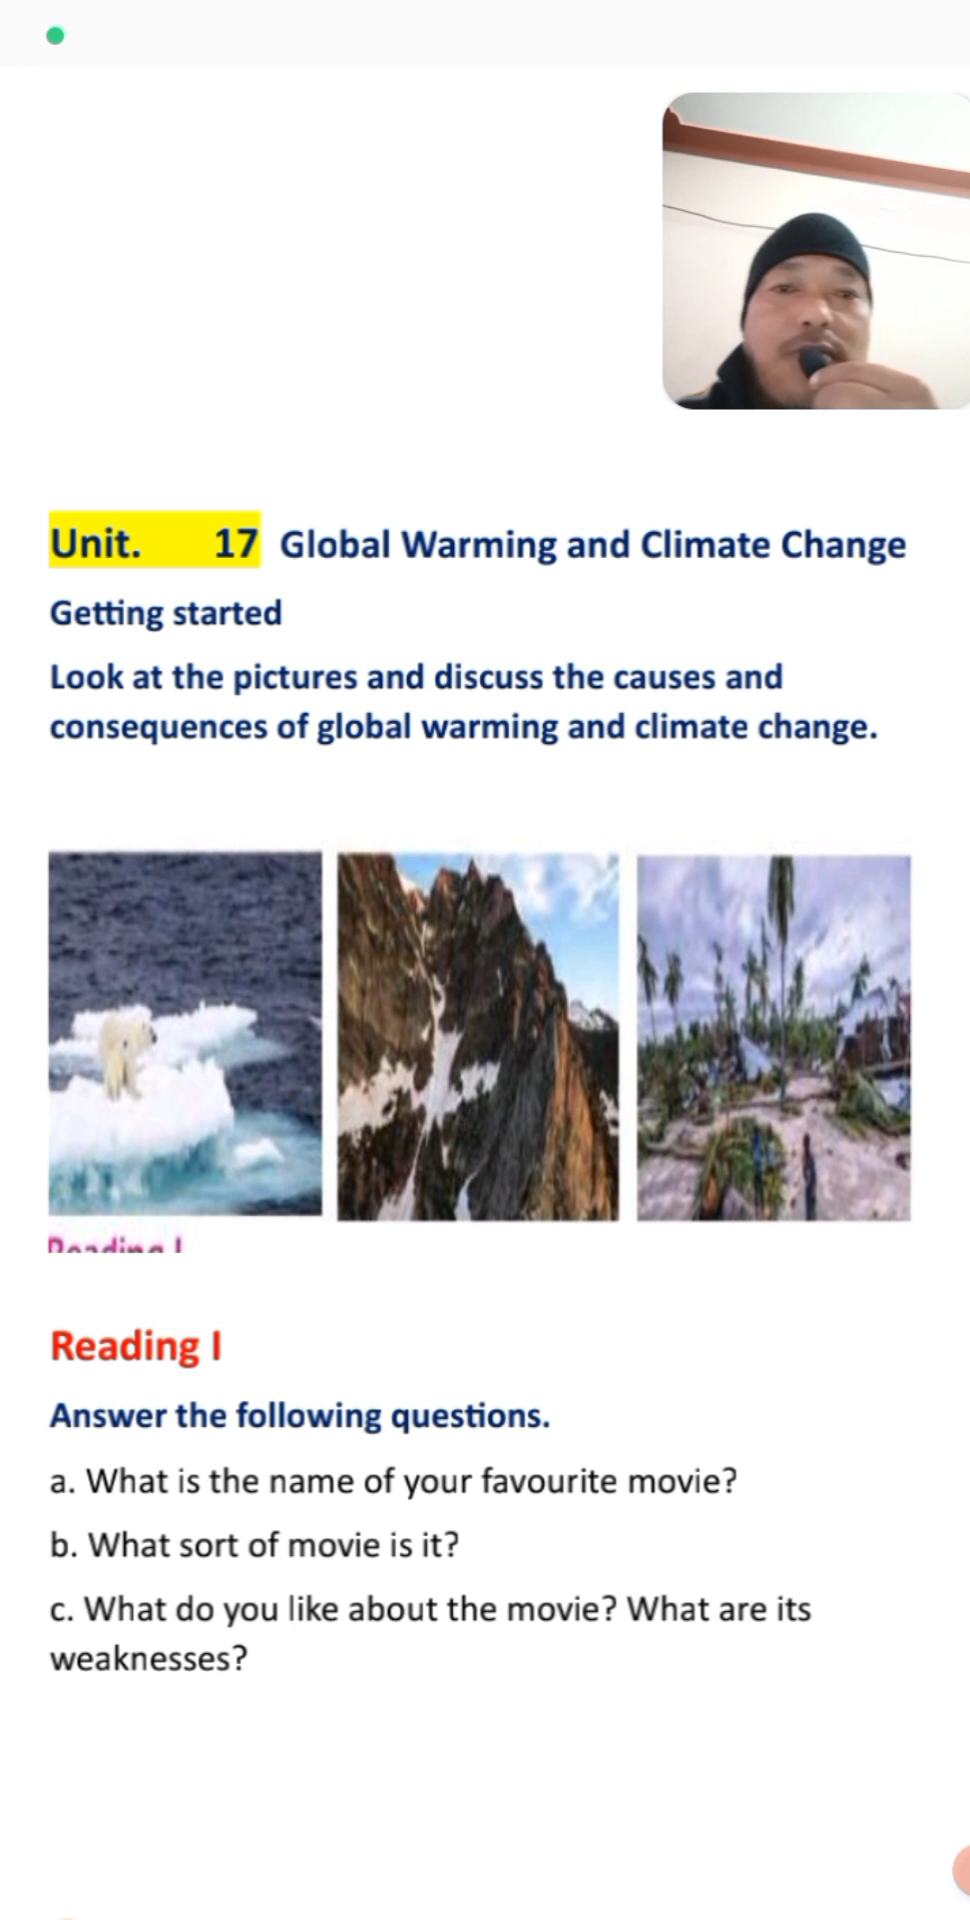 Unit. 17 Global Warming and Climate Change
Getting started
Look at the pictures and discuss the causes and
consequences of global warming and climate change.
Reading I
Reading I
Answer the following questions.
a. What is the name of your favourite movie?
b. What sort of movie is it?
c. What do you like about the movie? What are its
weaknesses?